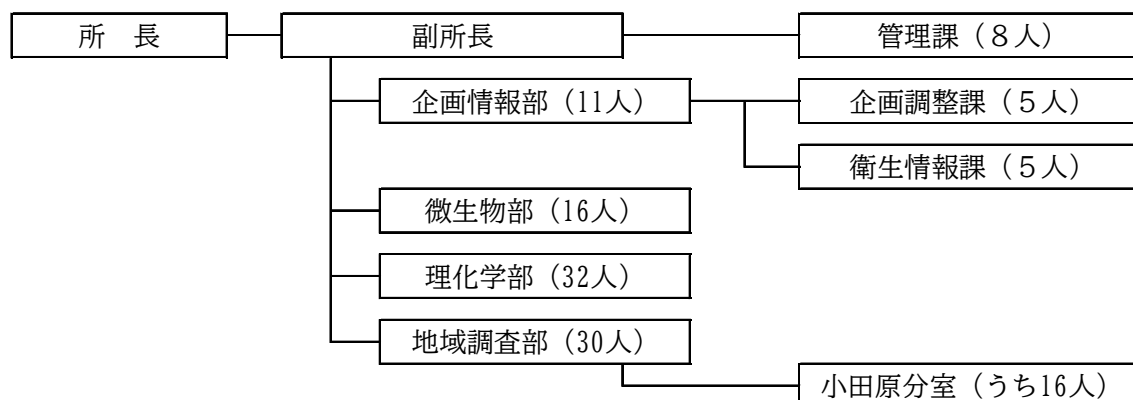 所　長
副所長
管理課（８人）
企画情報部（11人）
企画調整課（５人）
衛生情報課（５人）
微生物部（16人）
理化学部（32人）
地域調査部（30人）
小田原分室（うち16人）